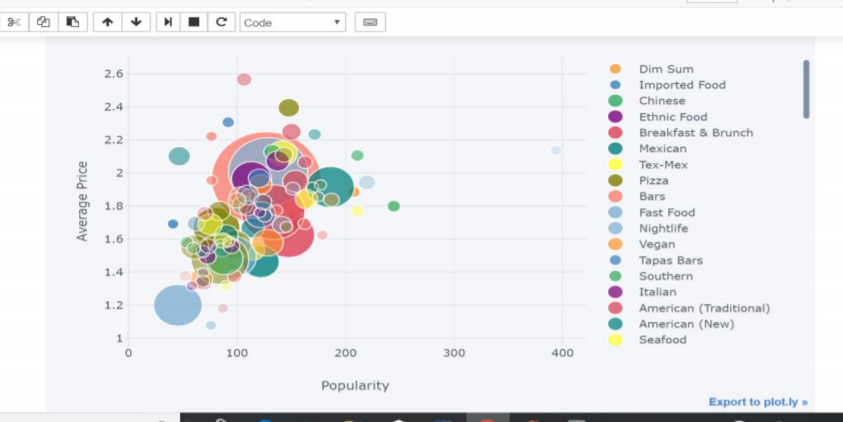 Code
2.6
2.4
2.2
2
1.8
1.6
1.4
1.2
1
Average Price
0 100 200 300 400
Popularity
Dim Sum
Imported Food
Chinese
Ethnic Food
Breakfast & Brunch
Mexican
Tex-Mex
Pizza
Bars
Fast Food
Nightlife
Vegan
Tapas Bars
Southern
Italian
American (Traditional)
American (New)
Seafood
Export to plot.ly »